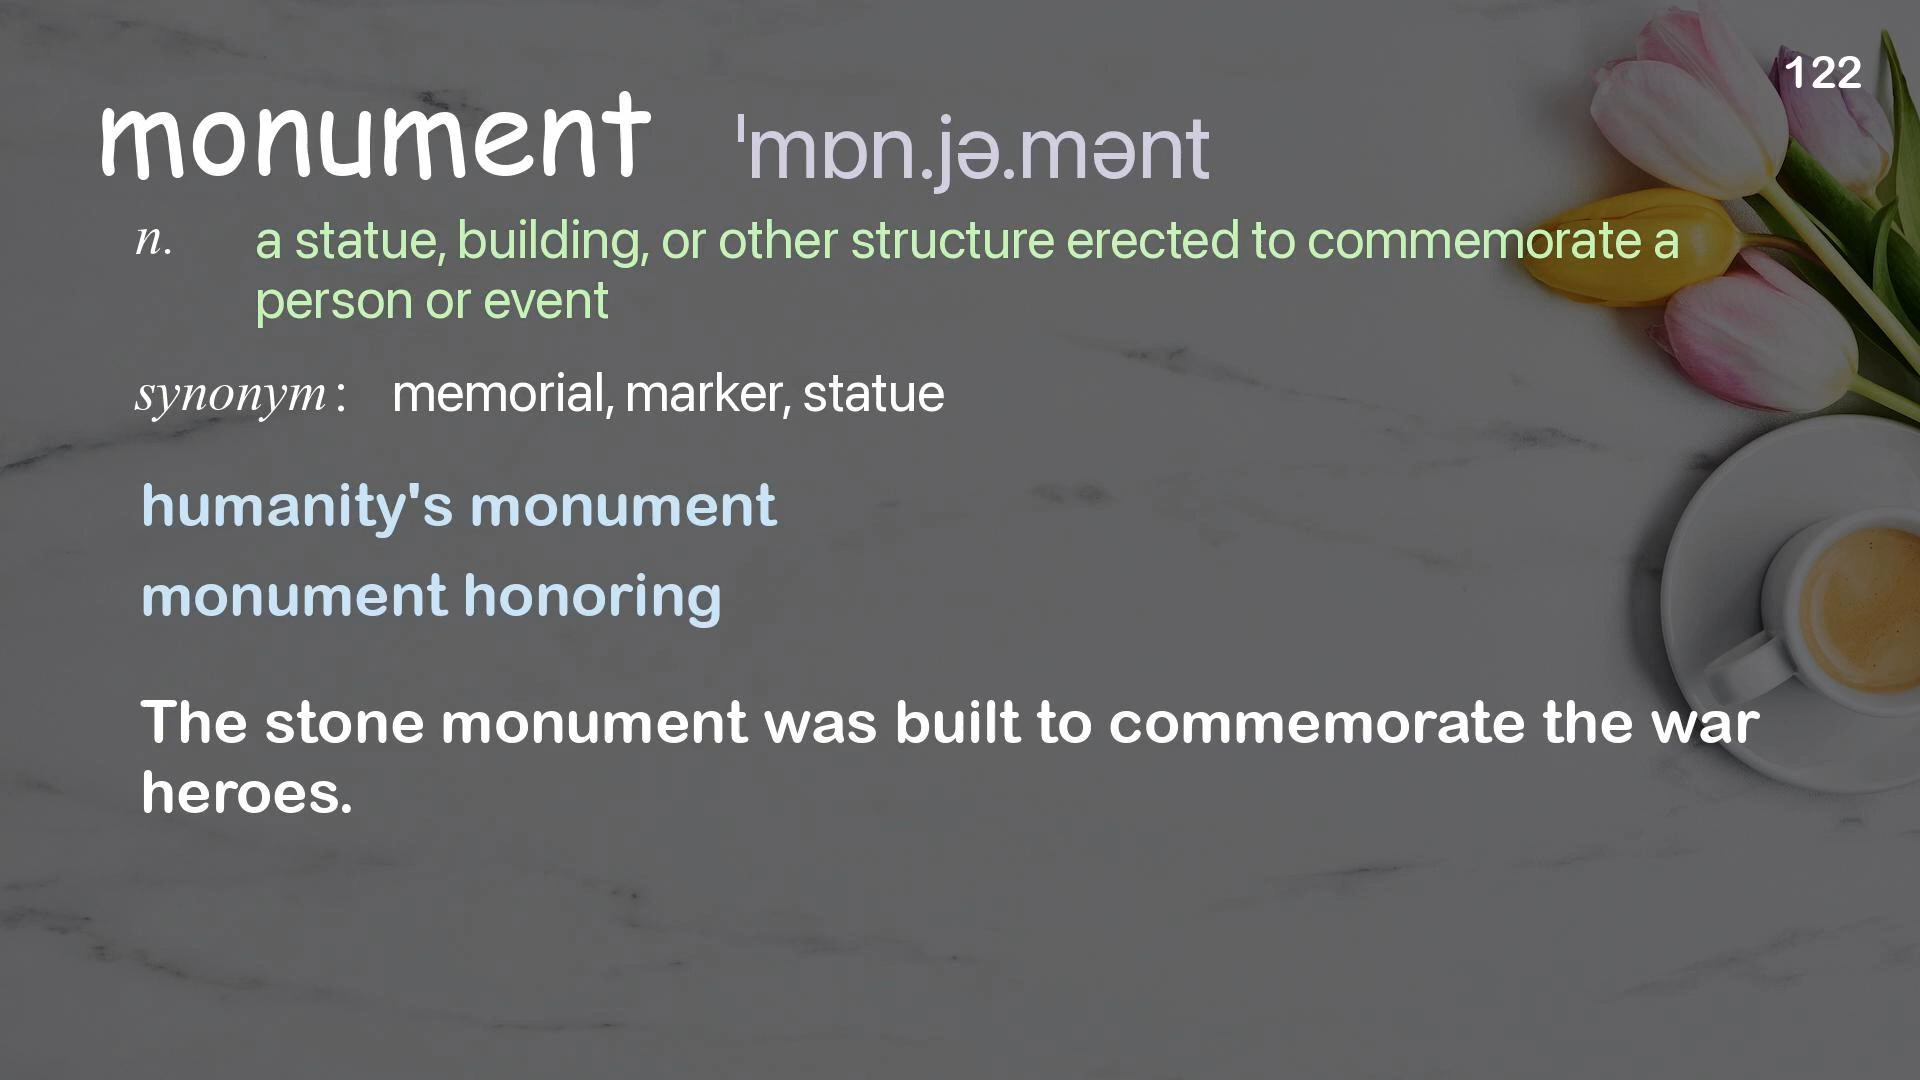 122
monument ˈmɒn.jə.mənt
n. a statue, building, or other structure erected to commemorate a
person or event
synonym: memorial, marker, statue
humanity's monument
monument honoring
The stone monument was built to commemorate the war
heroes.